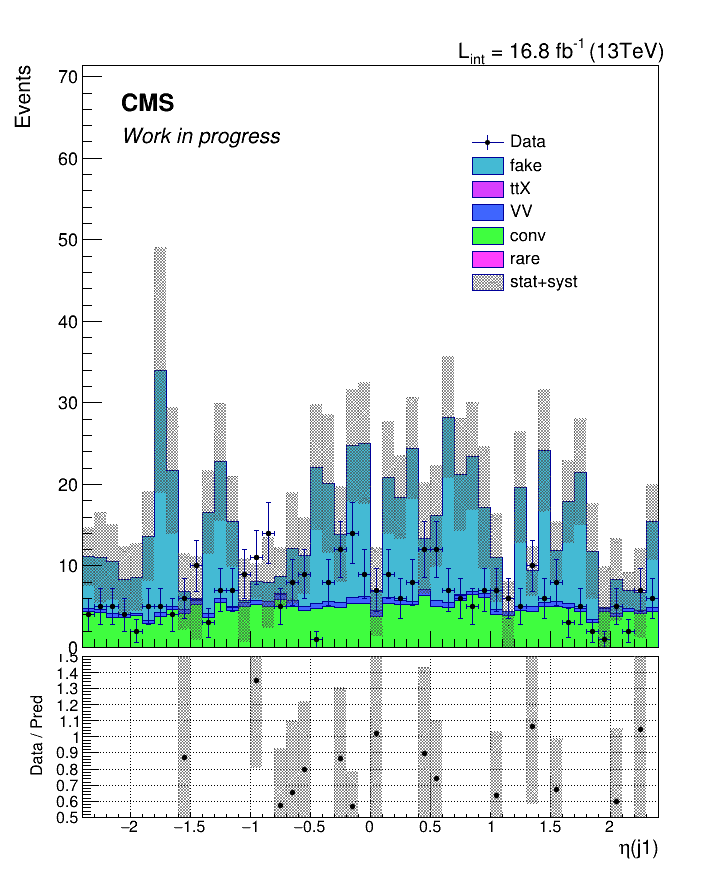 L_int = 16.8 fb^-1 (13TeV)
Events
70
CMS
Work in progress
Data
60
fake
ttX
VV
50
conv
rare
stat+syst
40
30
20
10
0
1.5
1.4
1.3
1.2
1.1
1
0.9
0.8
0.7
0.6
0.5
Data / Pred
−2 −1.5 −1 −0.5 0 0.5 1 1.5 2
η(j1)